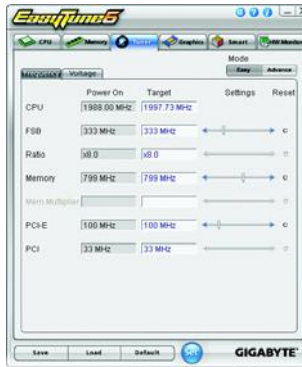 EasyTune6
CPU Memory Tuner Graphics Smart HW Monitor
Mode
Easy Advance
Frequency Voltage
Power On Target Settings Reset
CPU 1988.00 MHz 1997.73 MHz
FSB 333 MHz 333 MHz
Ratio x8.0 x8.0
Memory 799 MHz 799 MHz
Mem Multiplier
PCI-E 100 MHz 100 MHz
PCI 33 MHz 33 MHz
Save Load Default Set GIGABYTE